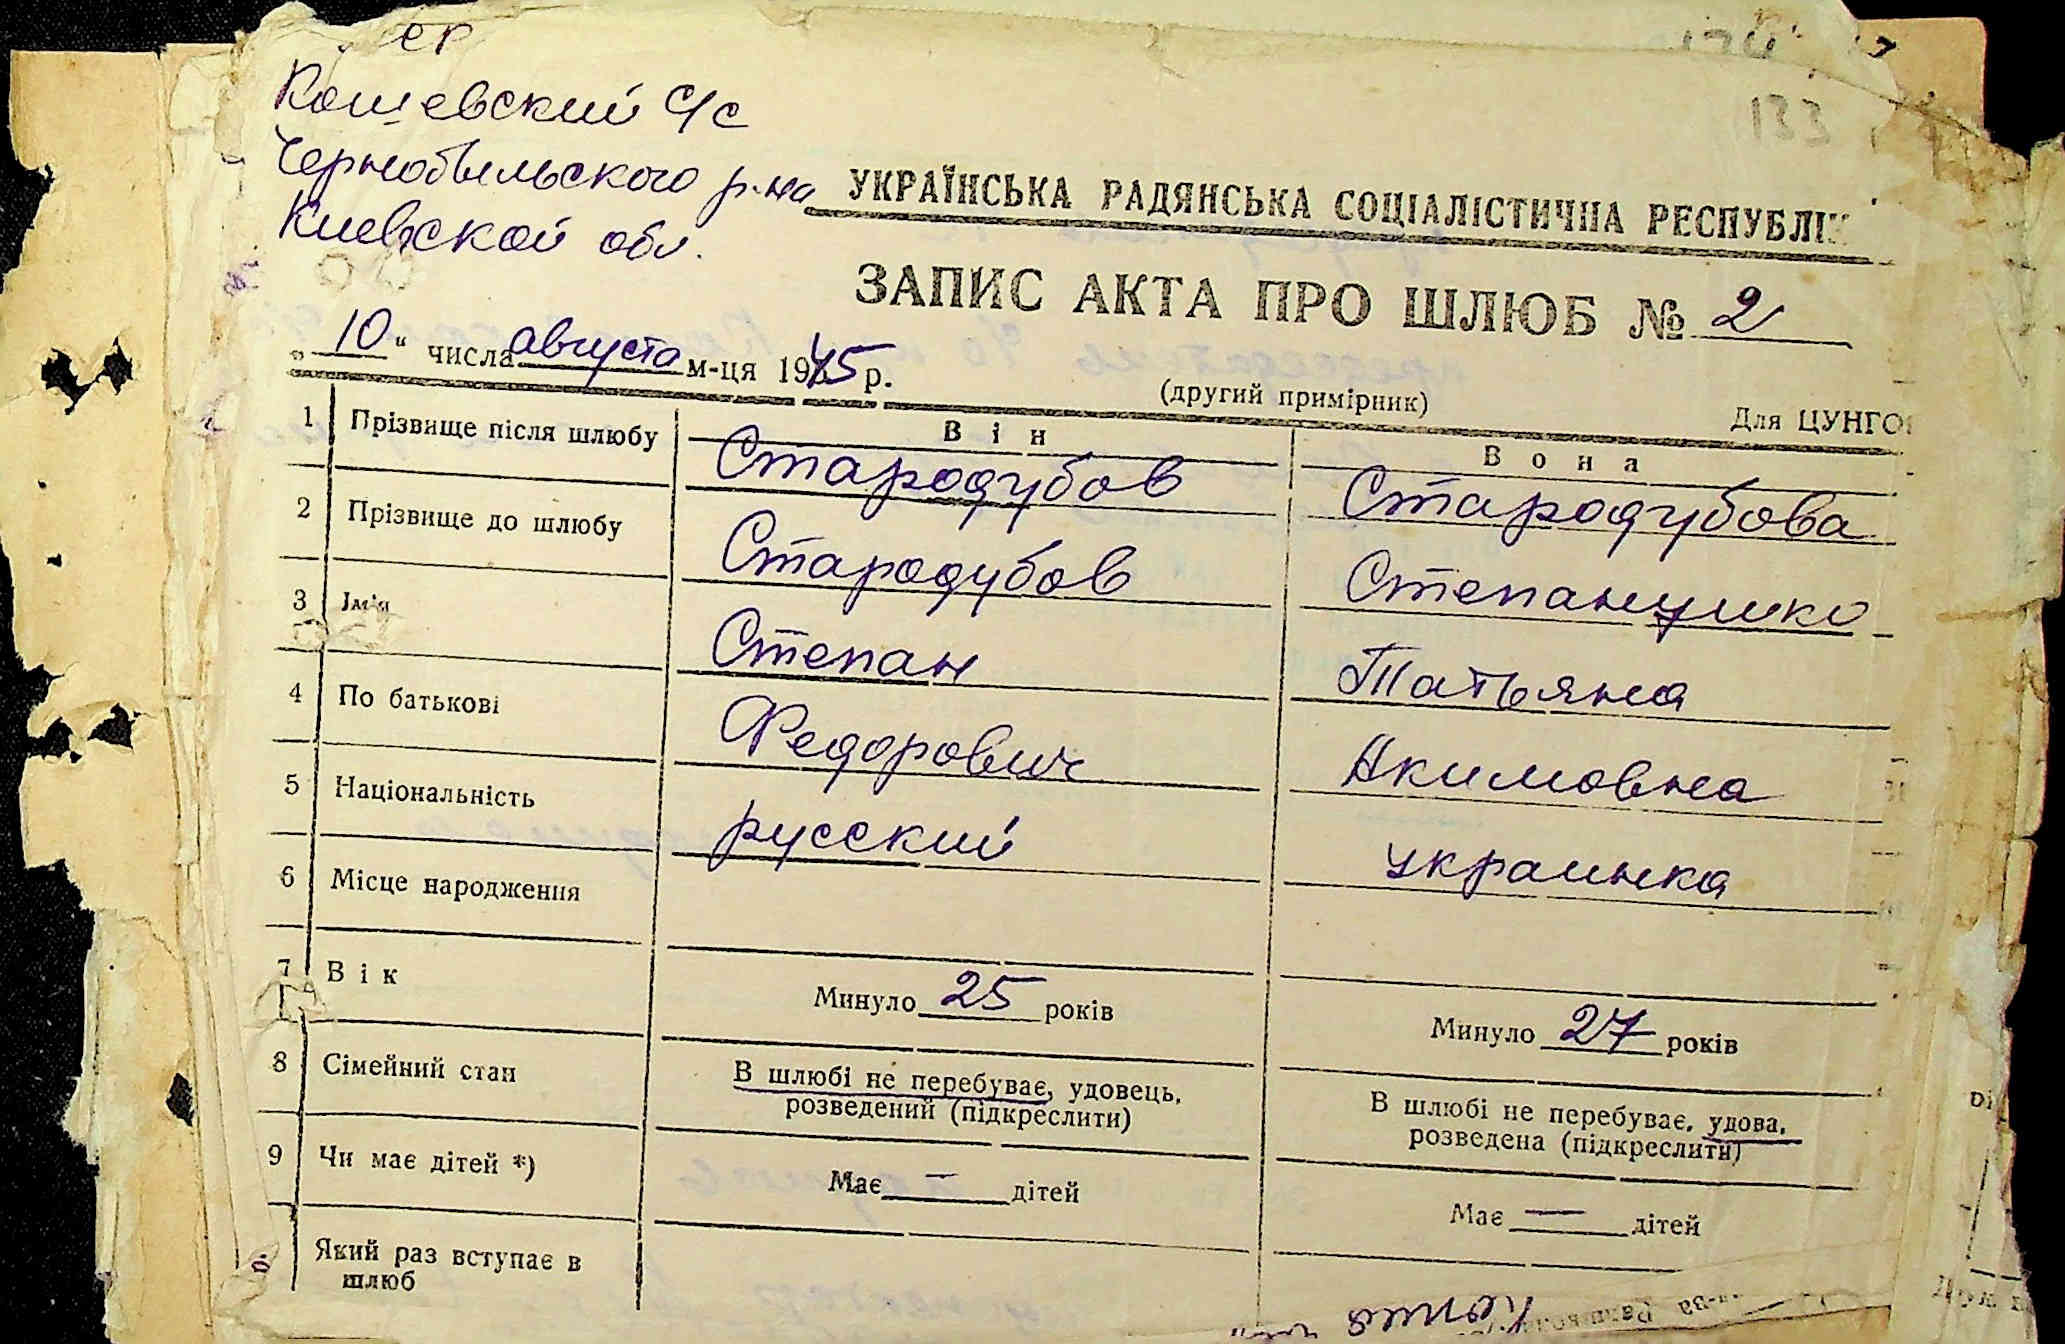 Кошевский с/с
Чернобыльского р-на
Киевской обл.
133
УКРАЇНСЬКА РАДЯНСЬКА СОЦІАЛІСТИЧНА РЕСПУБЛІ
ЗАПИС АКТА ПРО ШЛЮБ № 2
„ 10 “ числа августа м-ця 1945 р.
(другий примірник)
Для ЦУНГО
Він Вона
1 Прізвище після шлюбу Стародубов Стародубова
2 Прізвище до шлюбу Стародубов Степанушко
3 Ім'я Степан Татьяна
4 По батькові Федорович Акимовна
5 Національність русский украинка
6 Місце народження
7 Вік Минуло 25 років Минуло 27 років
8 Сімейний стан В шлюбі не перебуває, удовець, розведений (підкреслити) В шлюбі не перебуває, удова, розведена (підкреслити)
9 Чи має дітей *) Має — дітей Має — дітей
Який раз вступає в
шлюб